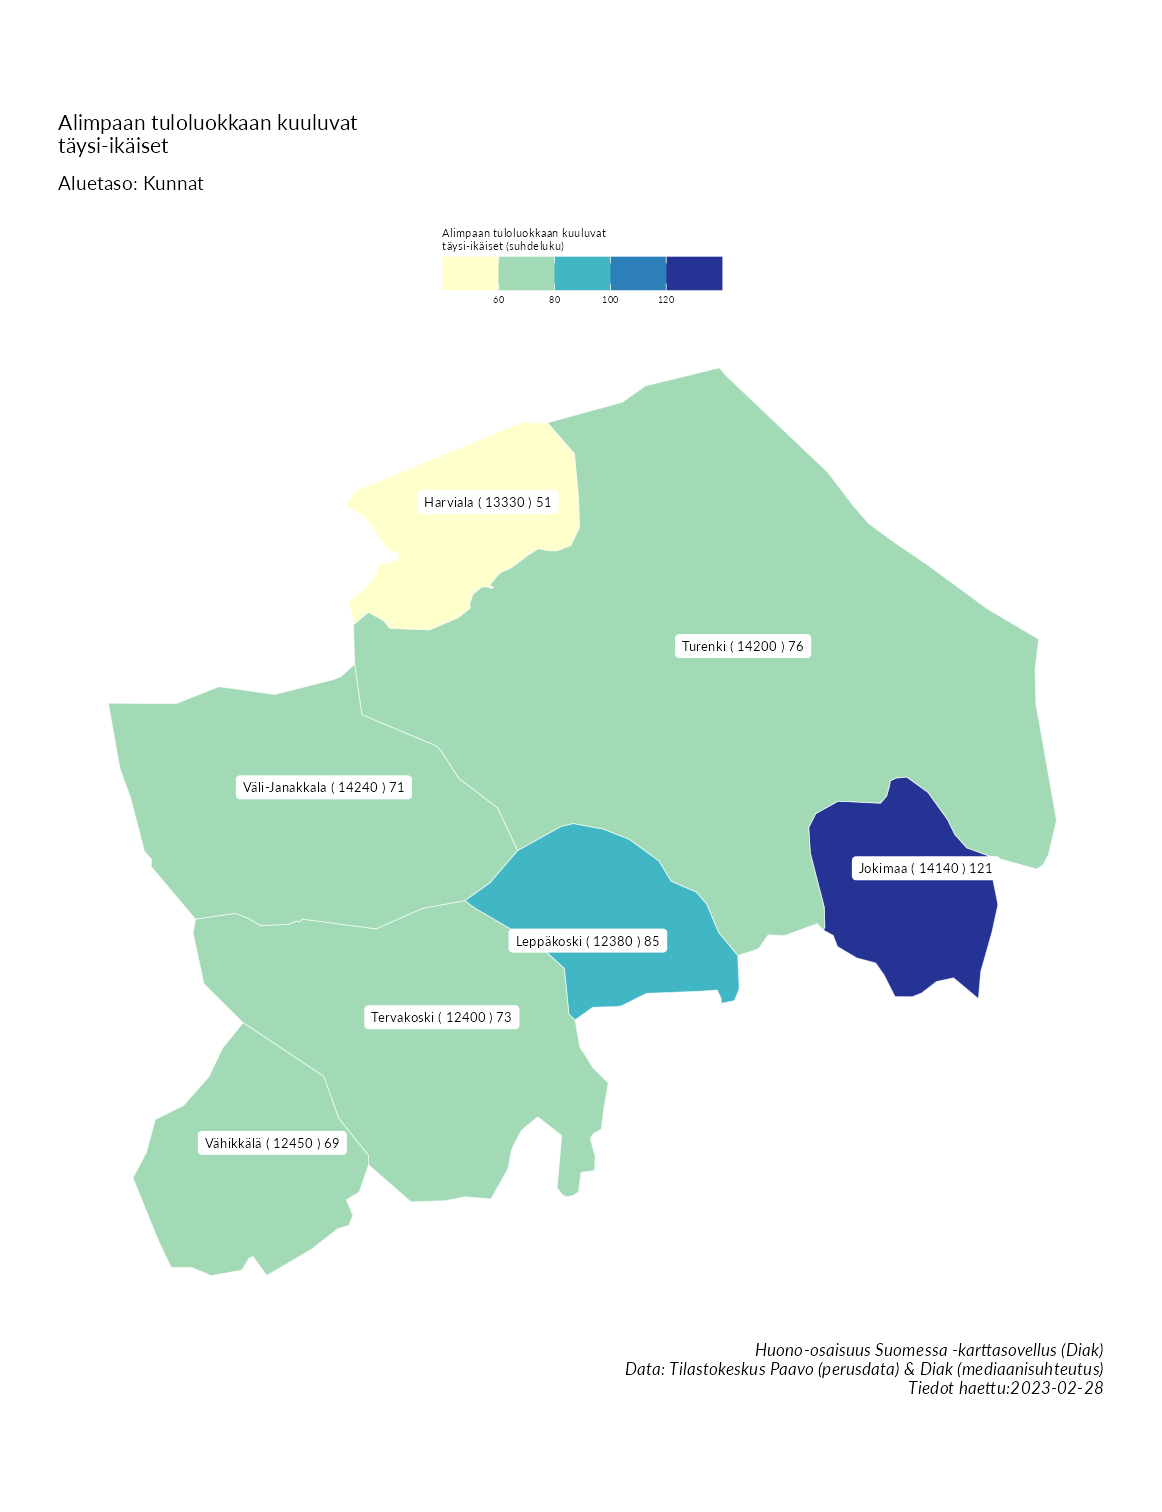 Alimpaan tuloluokkaan kuuluvat
täysi-ikäiset
Aluetaso: Kunnat
Alimpaan tuloluokkaan kuuluvat
täysi-ikäiset (suhdeluku)
60 80 100 120
Harviala ( 13330 ) 51
Turenki ( 14200 ) 76
Väli-Janakkala ( 14240 ) 71
Jokimaa ( 14140 ) 121
Leppäkoski ( 12380 ) 85
Tervakoski ( 12400 ) 73
Vähikkälä ( 12450 ) 69
Huono-osaisuus Suomessa -karttasovellus (Diak)
Data: Tilastokeskus Paavo (perusdata) & Diak (mediaanisuhteutus)
Tiedot haettu:2023-02-28